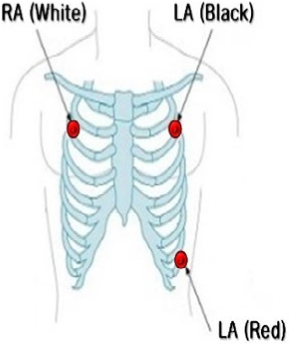 RA (White)
LA (Black)
LA (Red)